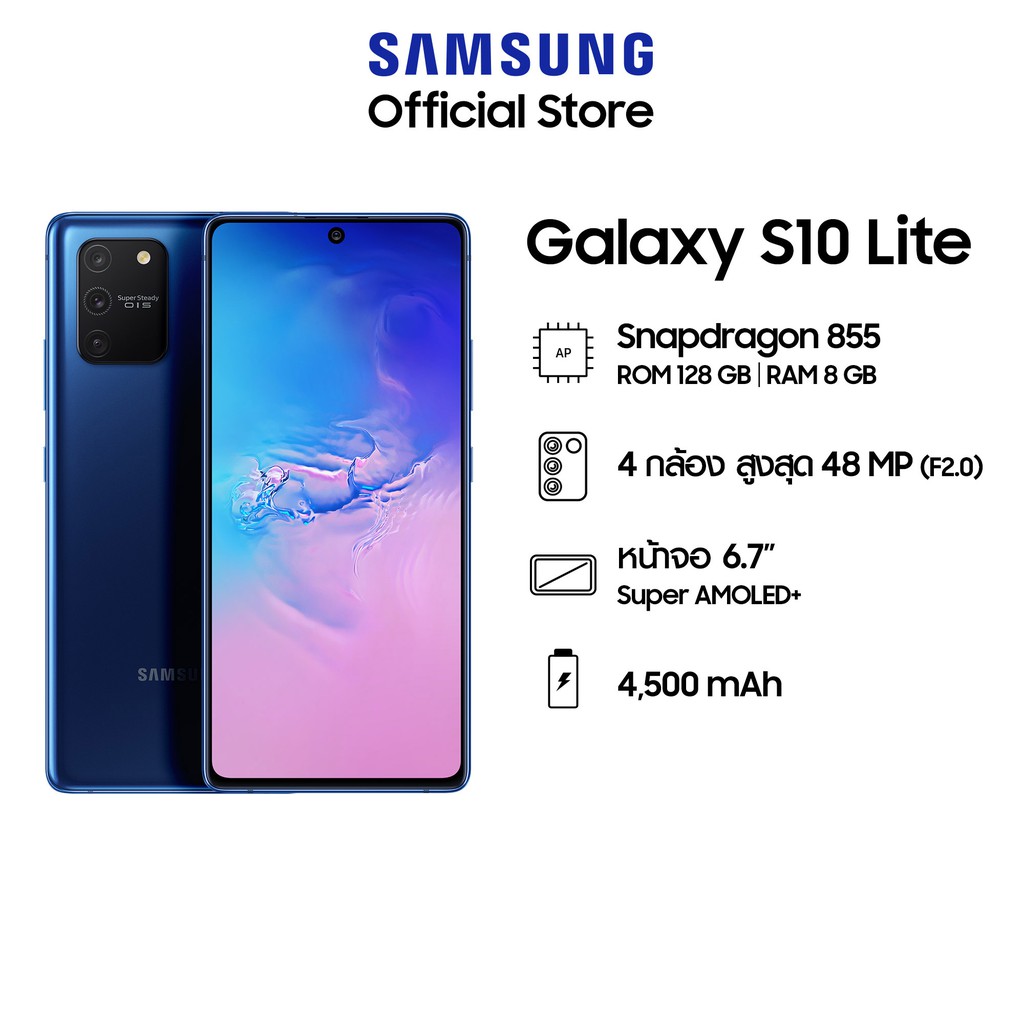 SAMSUNG
Official Store
Galaxy S10 Lite
Super Steady
OIS
SAMSU
AP
Snapdragon 855
ROM 128 GB | RAM 8 GB
4 กล้อง สูงสุด 48 MP (F2.0)
หน้าจอ 6.7”
Super AMOLED+
4,500 mAh